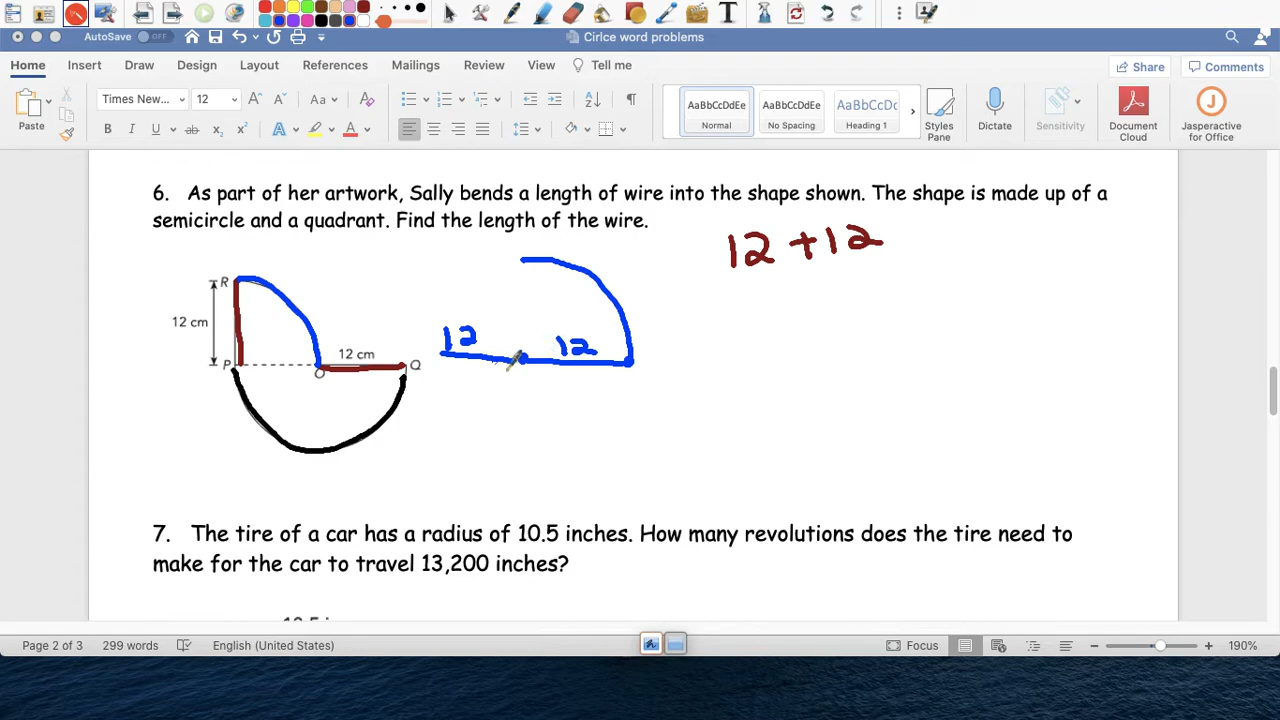 AutoSave OFF
Cirlce word problems
Home Insert Draw Design Layout References Mailings Review View Tell me
Share Comments
Paste
Times New... 12
AaBbCcDdEe
Normal
AaBbCcDdEe
No Spacing
AaBbCcDc
Heading 1
Styles Pane
Dictate
Sensitivity
Document Cloud
Jasperactive for Office
6. As part of her artwork, Sally bends a length of wire into the shape shown. The shape is made up of a
semicircle and a quadrant. Find the length of the wire.
12 + 12
R
12 cm
P
O
12 cm
Q
12
12
7. The tire of a car has a radius of 10.5 inches. How many revolutions does the tire need to
make for the car to travel 13,200 inches?
Page 2 of 3 299 words English (United States) Focus 190%